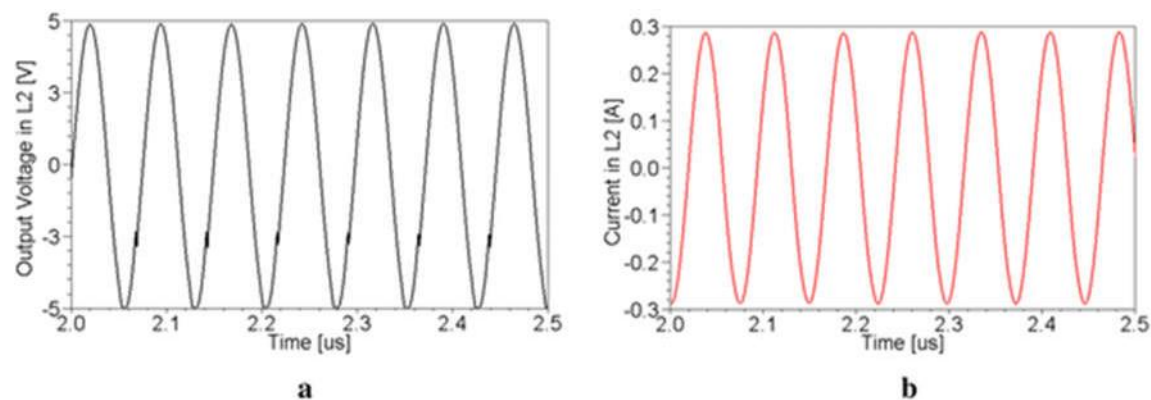 Output Voltage in L2 [V]
5
3
0
-3
-5
2.0 2.1 2.2 2.3 2.4 2.5
Time [us]
a
Current in L2 [A]
0.3
0.2
0.1
0.0
-0.1
-0.2
-0.3
2.0 2.1 2.2 2.3 2.4 2.5
Time [us]
b